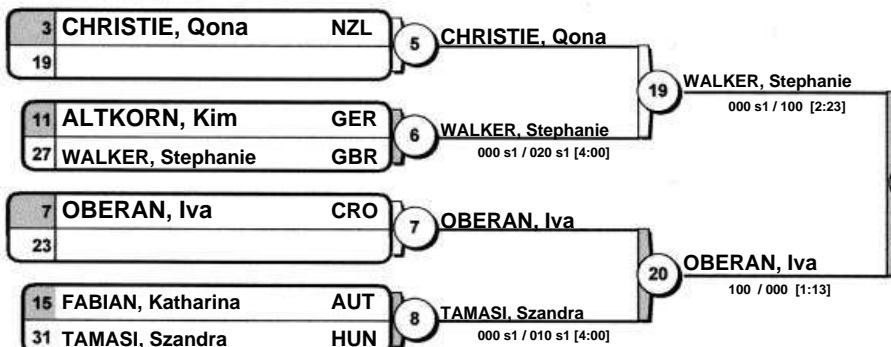 3 CHRISTIE, Qona NZL
19
5 CHRISTIE, Qona
11 ALTKORN, Kim GER
27 WALKER, Stephanie GBR
6 WALKER, Stephanie
000 s1 / 020 s1 [4:00]
19 WALKER, Stephanie
000 s1 / 100 [2:23]
7 OBERAN, Iva CRO
23
7 OBERAN, Iva
15 FABIAN, Katharina AUT
31 TAMASI, Szandra HUN
8 TAMASI, Szandra
000 s1 / 010 s1 [4:00]
20 OBERAN, Iva
100 / 000 [1:13]